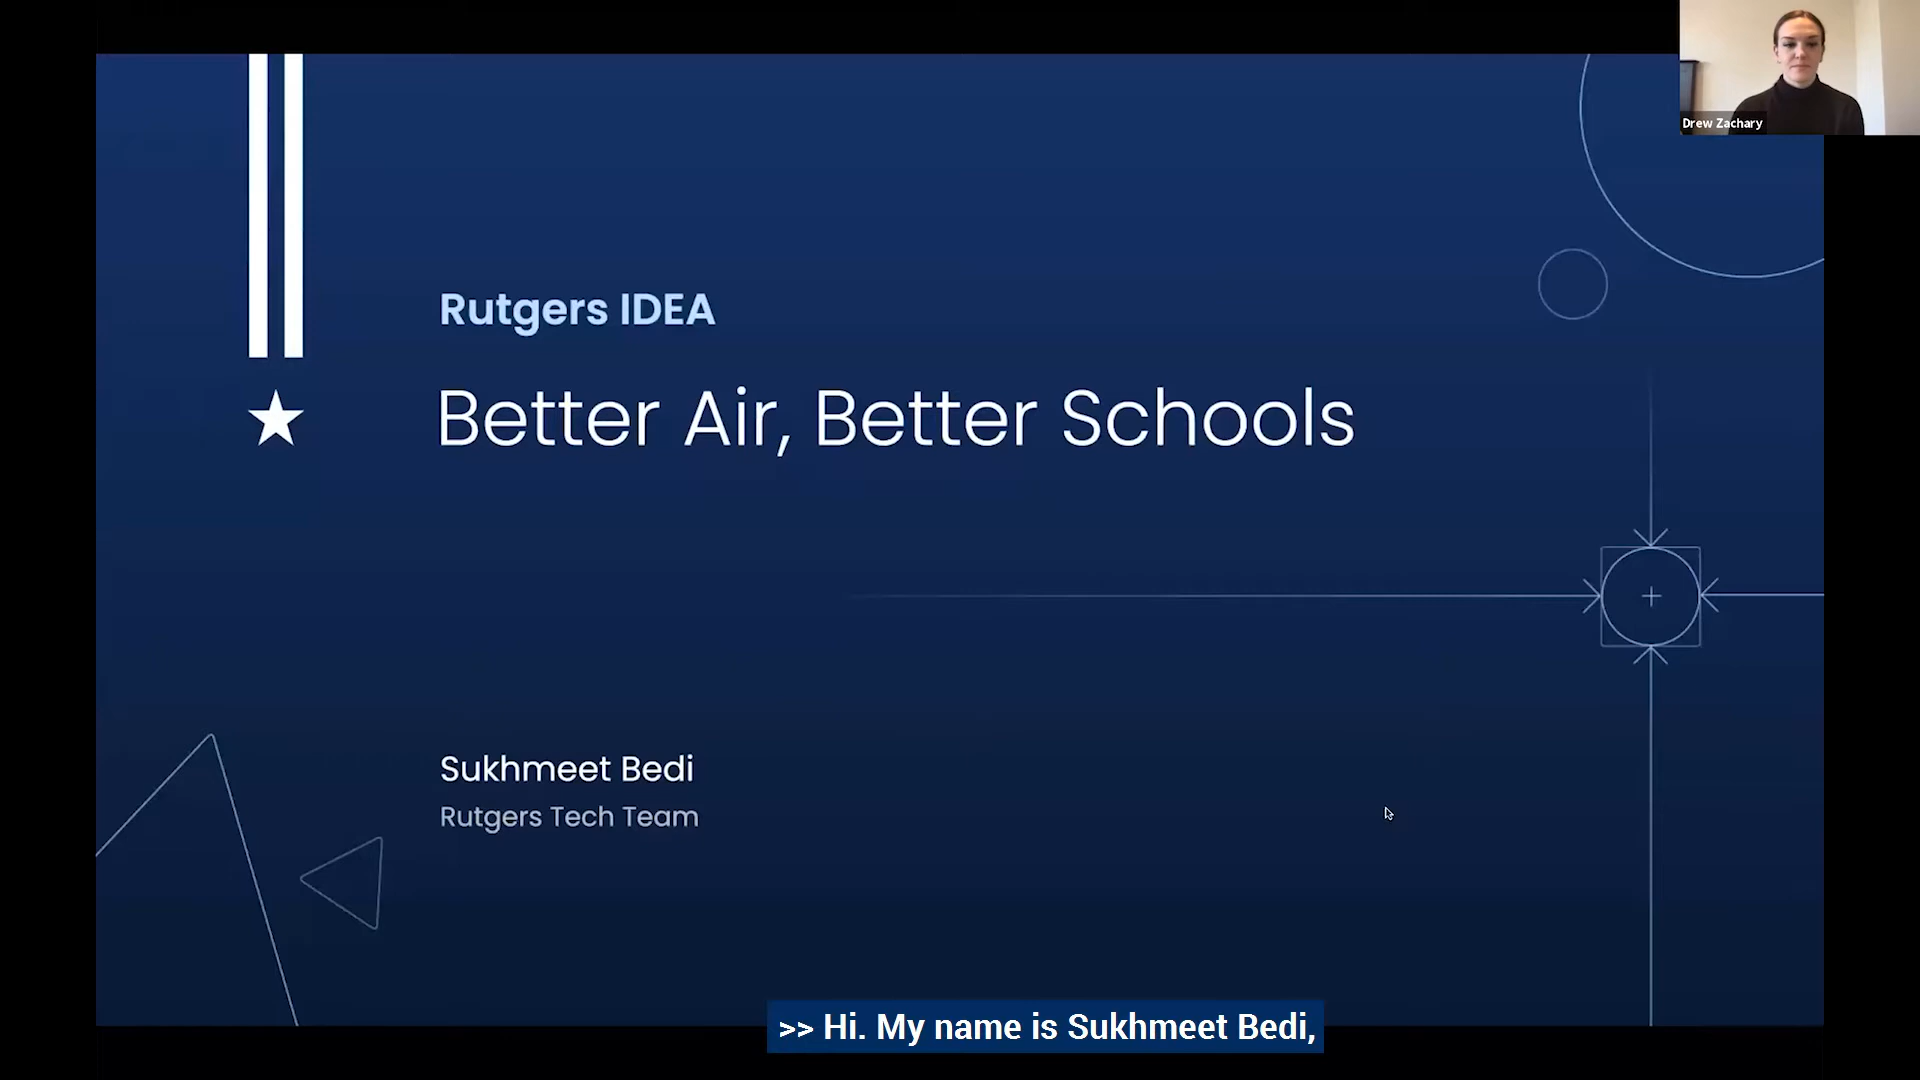 Drew Zachary
Rutgers IDEA
Better Air, Better Schools
Sukhmeet Bedi
Rutgers Tech Team
>> Hi. My name is Sukhmeet Bedi,